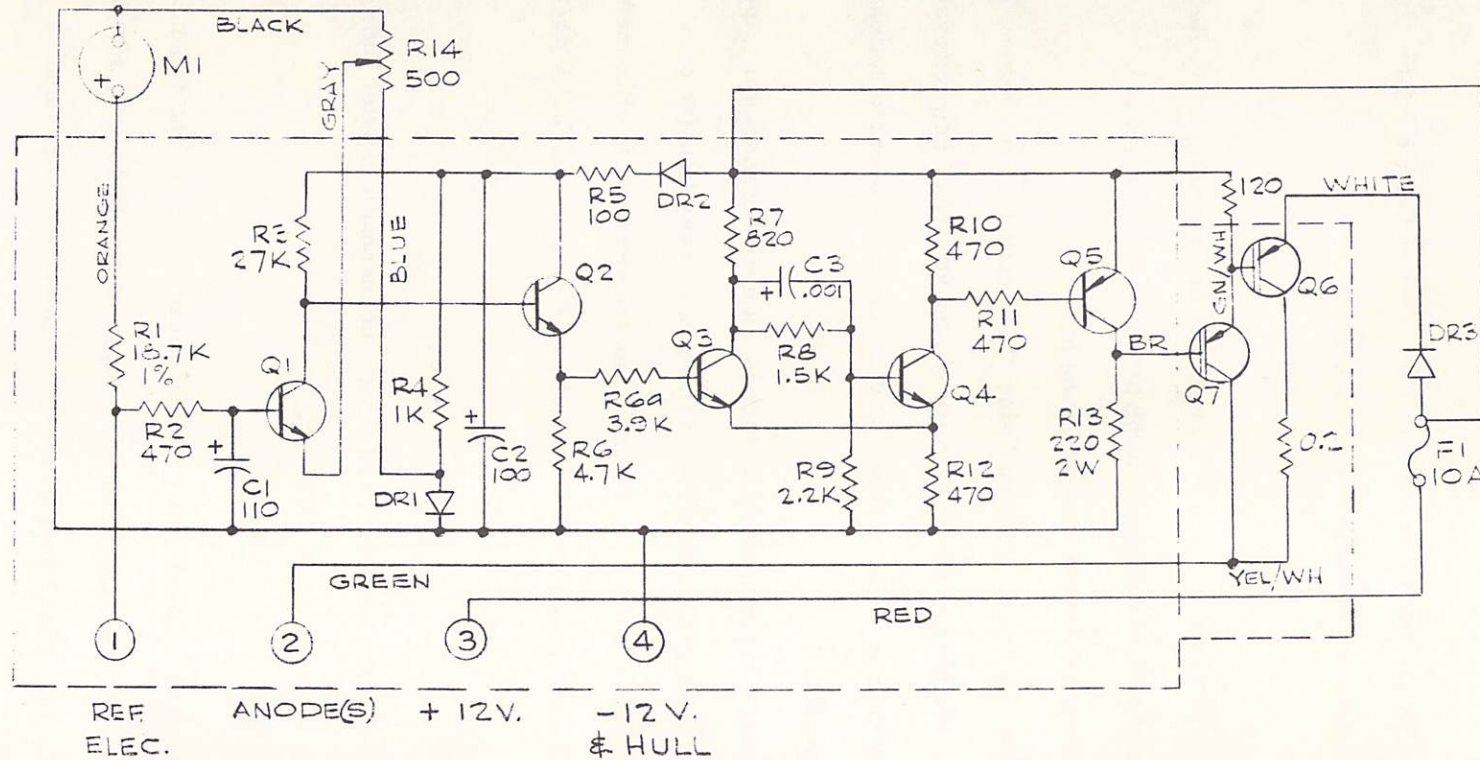 BLACK
M1
+
R14
500
GRAY
ORANGE
BLUE
R3
27K
R5
100
DR2
R7
820
C3
+
.001
R10
470
Q5
120
WHITE
GN/WH
Q6
Q2
Q3
R8
1.5K
R11
470
BR
Q7
DR3
R1
18.7K
1%
Q1
R4
1K
+
C2
100
R6a
3.9K
Q4
R13
220
2W
0.2
F1
10A
R2
470
+
C1
110
DR1
R6
4.7K
R9
2.2K
R12
470
GREEN
YEL/WH
RED
1
2
3
4
REF.
ELEC.
ANODE(S)
+ 12V.
-12 V.
& HULL